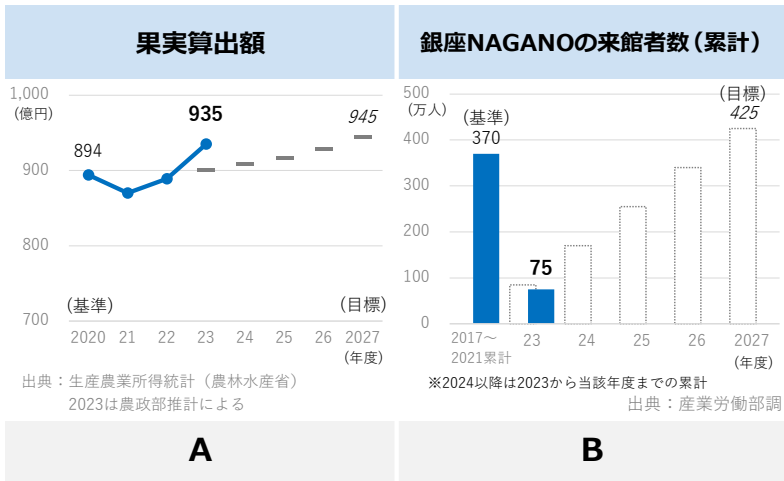 果実算出額
1,000
(億円)
935
(目標)
945
894
900
800
(基準)
(目標)
700
2020 21 22 23 24 25 26 2027
(年度)
出典：生産農業所得統計（農林水産省）
2023は農政部推計による
A
銀座NAGANOの来館者数（累計）
500
(万人)
(目標)
425
(基準)
370
400
300
200
75
100
0
2017～
2021累計
23 24 25 26 2027
(年度)
※2024以降は2023から当該年度までの累計
出典：産業労働部調
B